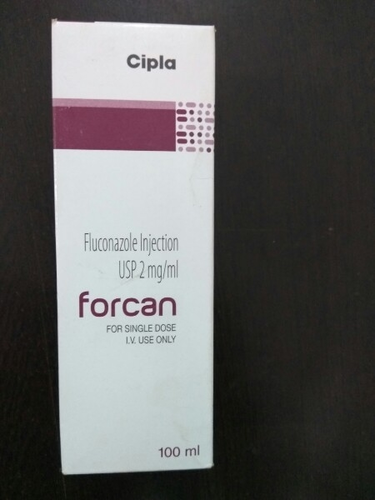 Cipla
Fluconazole Injection
USP 2 mg/ml
forcan
FOR SINGLE DOSE
I.V. USE ONLY
100 ml